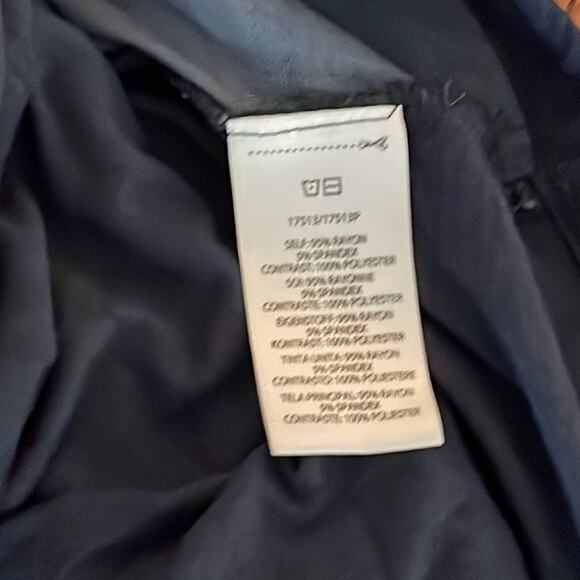 17513/17513P
SELF: 95% RAYON
5% SPANDEX
CONTRAST: 100% POLYESTER
SOI: 95% RAYONNE
5% SPANDEX
CONTRASTE: 100% POLYESTER
EIGENSTOFF: 95% RAYON
5% SPANDEX
KONTRAST: 100% POLYESTER
TINTA UNITA: 95% RAYON
5% SPANDEX
CONTRASTO: 100% POLIESTERE
TELA PRINCIPAL: 95% RAYON
5% SPANDEX
CONTRASTE: 100% POLIESTER